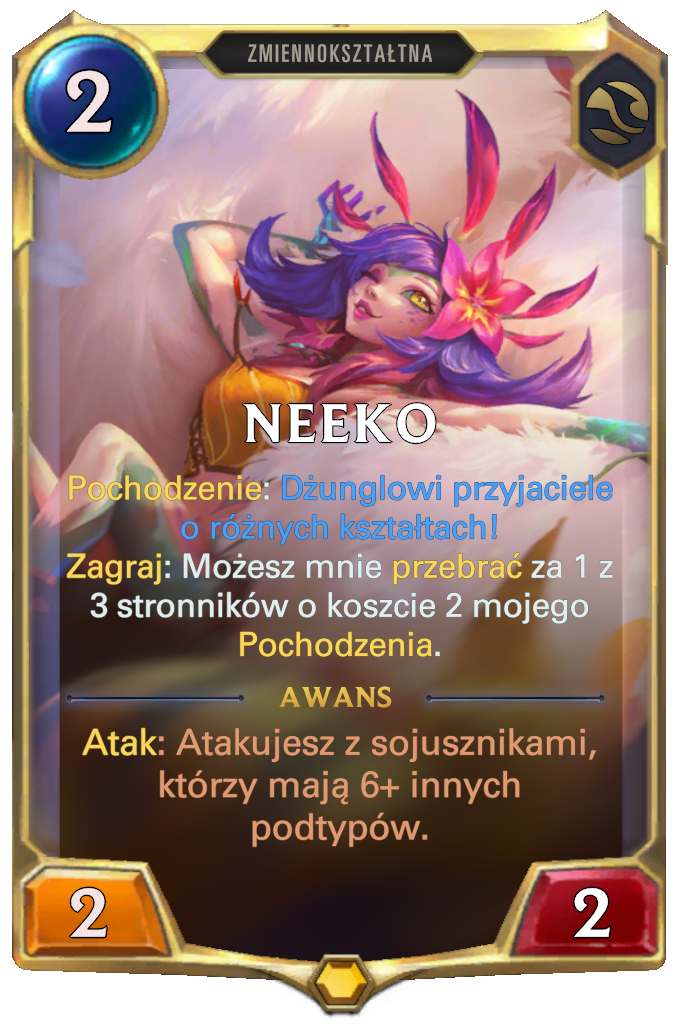 ZMIENNOKSZTAŁTNA
2
NEEKO
Pochodzenie: Dżunglowi przyjaciele
o różnych kształtach!
Zagraj: Możesz mnie przebrać za 1 z
3 stronników o koszcie 2 mojego
Pochodzenia.
AWANS
Atak: Atakujesz z sojusznikami,
którzy mają 6+ innych
podtypów.
2
2